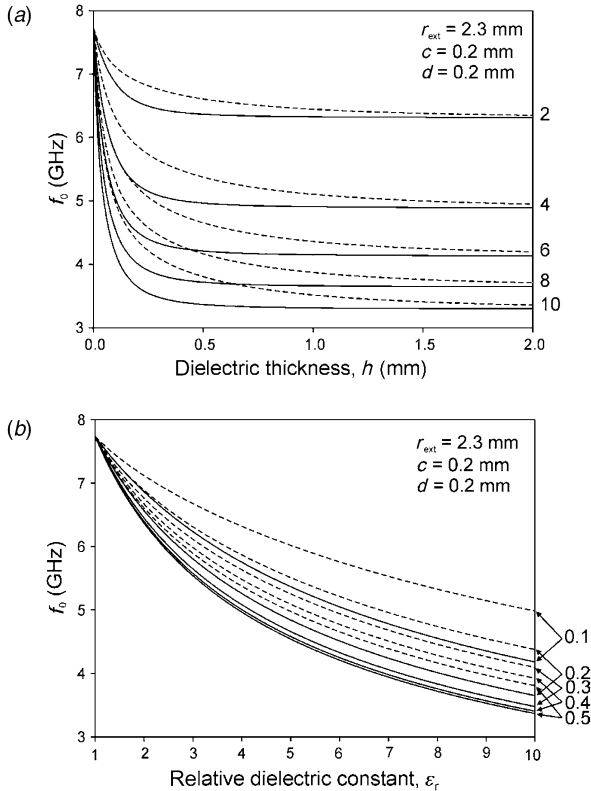 (a)
8
7
6
5
4
3
f₀ (GHz)
r_ext = 2.3 mm
c = 0.2 mm
d = 0.2 mm
2
4
6
8
10
0.0 0.5 1.0 1.5 2.0
Dielectric thickness, h (mm)
(b)
8
7
6
5
4
3
f₀ (GHz)
r_ext = 2.3 mm
c = 0.2 mm
d = 0.2 mm
0.1
0.2
0.3
0.4
0.5
1 2 3 4 5 6 7 8 9 10
Relative dielectric constant, εᵣ